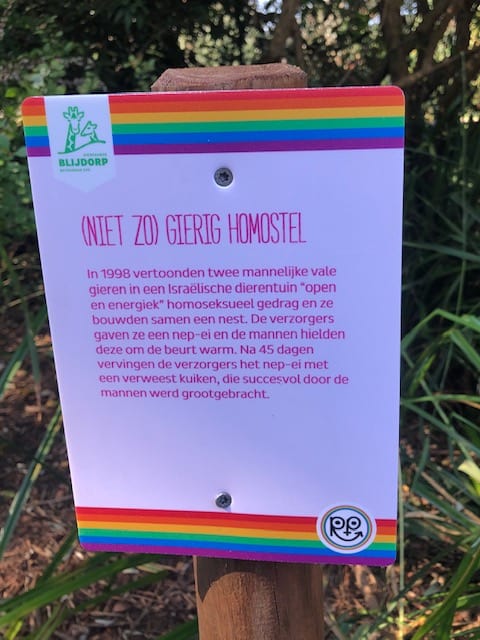 DIERGAARDE
BLIJDORP
ROTTERDAM ZOO
(NIET ZO) GIERIG HOMOSTEL
In 1998 vertoonden twee mannelijke vale
gieren in een Israëlische dierentuin “open
en energiek” homoseksueel gedrag en ze
bouwden samen een nest. De verzorgers
gaven ze een nep-ei en de mannen hielden
deze om de beurt warm. Na 45 dagen
vervingen de verzorgers het nep-ei met
een verweest kuiken, die succesvol door de
mannen werd grootgebracht.